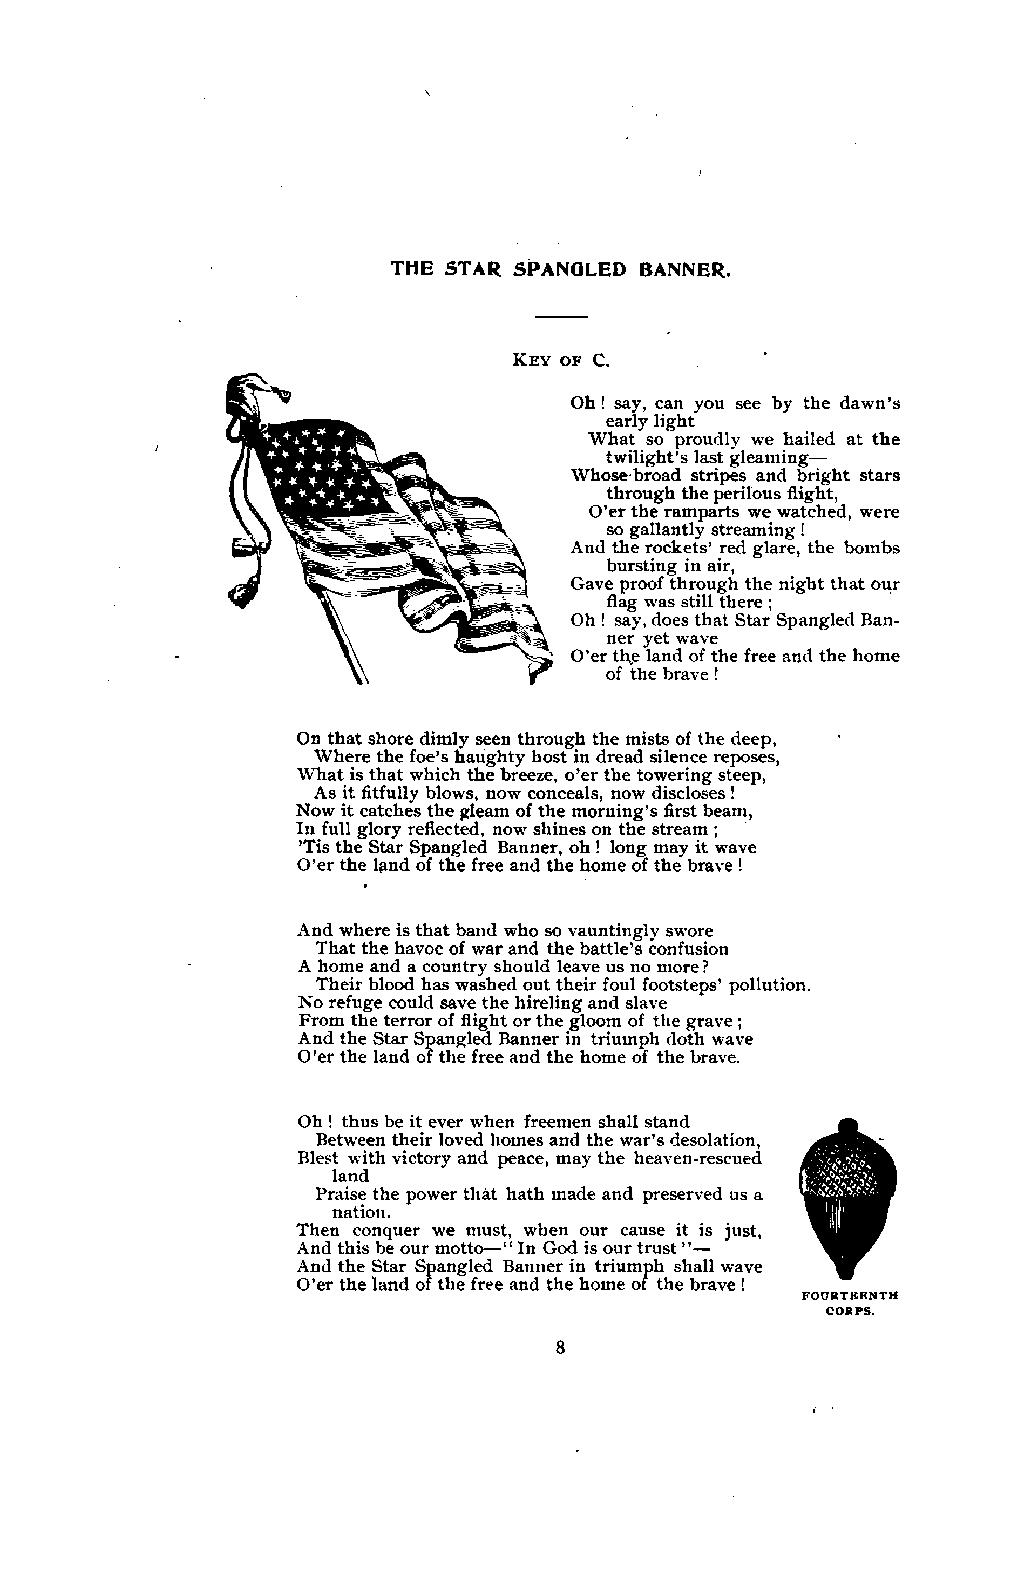 THE STAR SPANGLED BANNER.
KEY OF C.
Oh ! say, can you see by the dawn's
early light
What so proudly we hailed at the
twilight's last gleaming—
Whose broad stripes and bright stars
through the perilous flight,
O'er the ramparts we watched, were
so gallantly streaming !
And the rockets' red glare, the bombs
bursting in air,
Gave proof through the night that our
flag was still there ;
Oh ! say, does that Star Spangled Ban-
ner yet wave
O'er the land of the free and the home
of the brave !
On that shore dimly seen through the mists of the deep,
Where the foe's haughty host in dread silence reposes,
What is that which the breeze, o'er the towering steep,
As it fitfully blows, now conceals, now discloses !
Now it catches the gleam of the morning's first beam,
In full glory reflected, now shines on the stream ;
'Tis the Star Spangled Banner, oh ! long may it wave
O'er the land of the free and the home of the brave !
And where is that band who so vauntingly swore
That the havoc of war and the battle's confusion
A home and a country should leave us no more?
Their blood has washed out their foul footsteps' pollution.
No refuge could save the hireling and slave
From the terror of flight or the gloom of the grave ;
And the Star Spangled Banner in triumph doth wave
O'er the land of the free and the home of the brave.
Oh ! thus be it ever when freemen shall stand
Between their loved homes and the war's desolation,
Blest with victory and peace, may the heaven-rescued
land
Praise the power that hath made and preserved us a
nation.
Then conquer we must, when our cause it is just,
And this be our motto—"In God is our trust"—
And the Star Spangled Banner in triumph shall wave
O'er the land of the free and the home of the brave !
FOURTEENTH
CORPS.
8